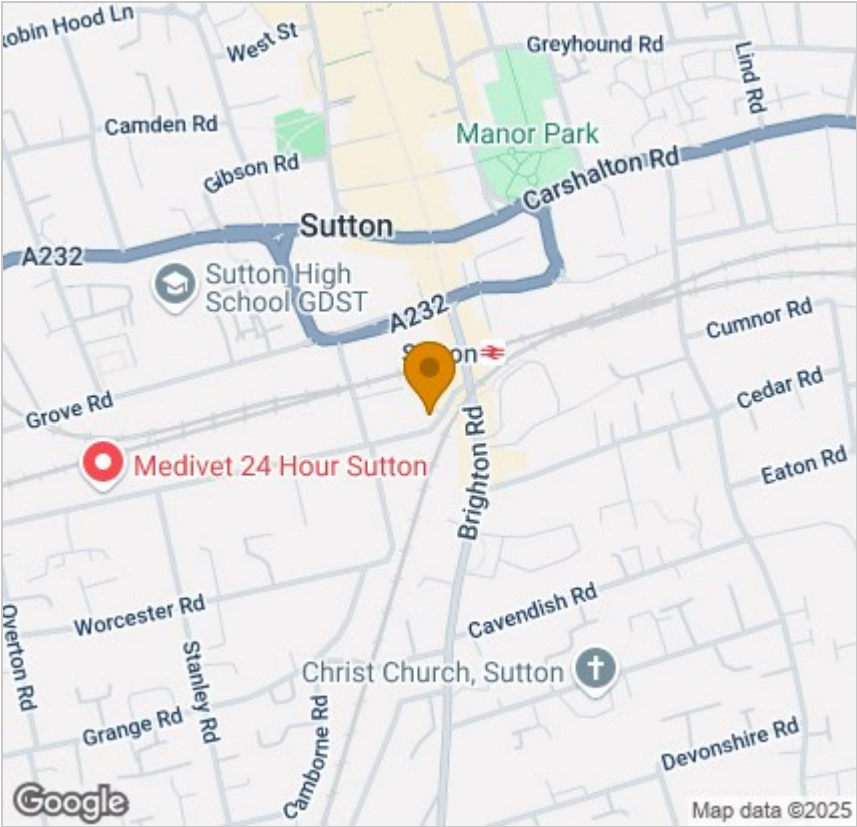 Robin Hood Ln
West St
Greyhound Rd
Lind Rd
Camden Rd
Manor Park
Gibson Rd
Carshalton Rd
Sutton
A232
Sutton High
School GDST
A232
Cumnor Rd
Sutton
Cedar Rd
Grove Rd
Brighton Rd
Medivet 24 Hour Sutton
Eaton Rd
Worcester Rd
Cavendish Rd
Overton Rd
Stanley Rd
Christ Church, Sutton
Grange Rd
Camborne Rd
Devonshire Rd
Google
Map data ©2025